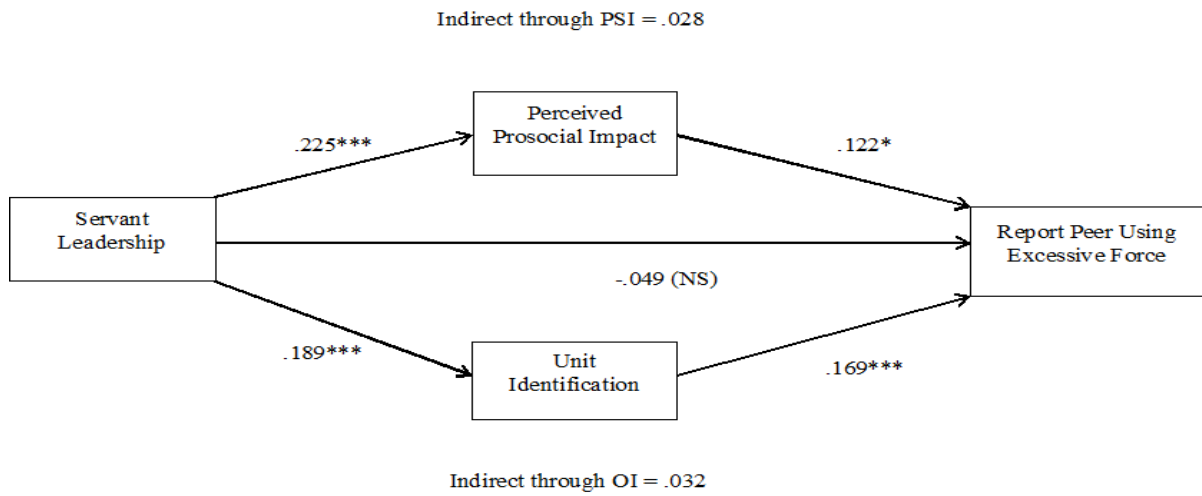 Indirect through PSI = .028
Perceived
Prosocial Impact
.225***
.122*
Servant
Leadership
Report Peer Using
Excessive Force
-.049 (NS)
.189***
Unit
Identification
.169***
Indirect through OI = .032